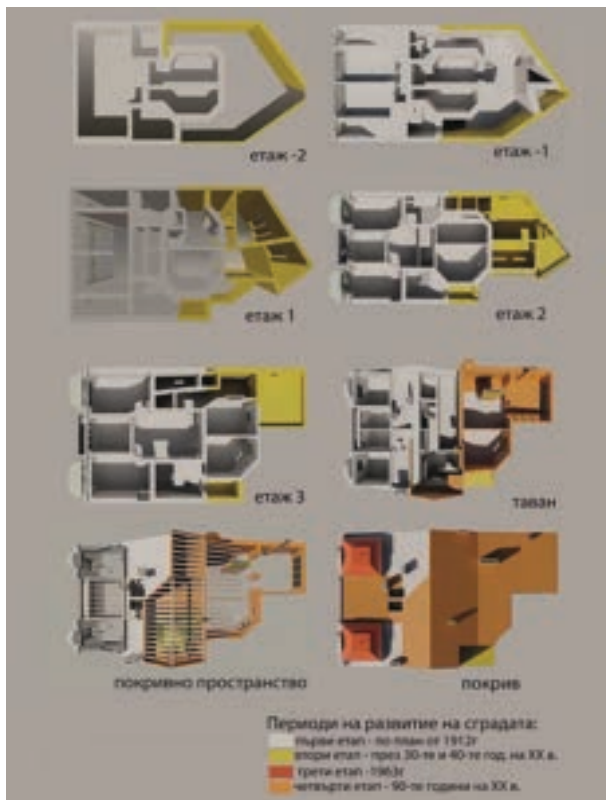 етаж -2
етаж -1
етаж 1
етаж 2
етаж 3
таван
покривно пространство
покрив
Периоди на развитие на сградата:
първи етап - по план от 1912г
втори етап - през 30-те и 40-те год. на XX в.
трети етап -1963г
четвърти етап - 90-те години на XX в.